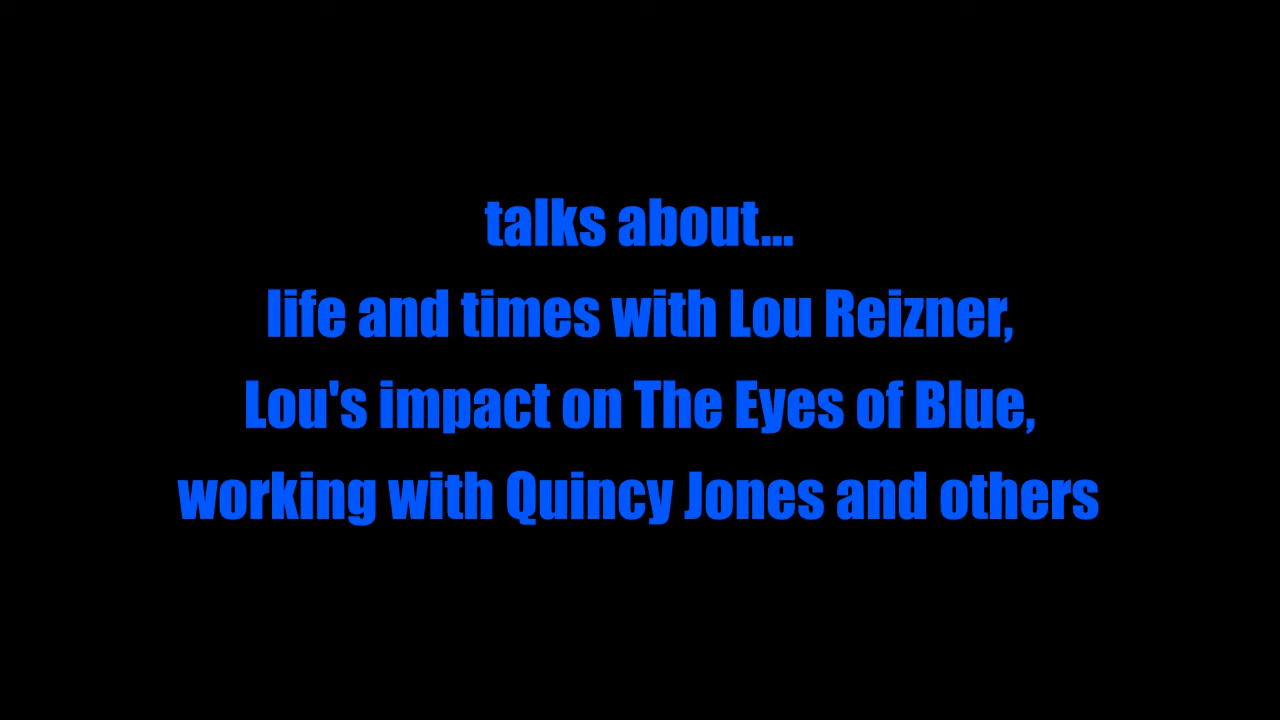 talks about...
life and times with Lou Reizner,
Lou's impact on The Eyes of Blue,
working with Quincy Jones and others